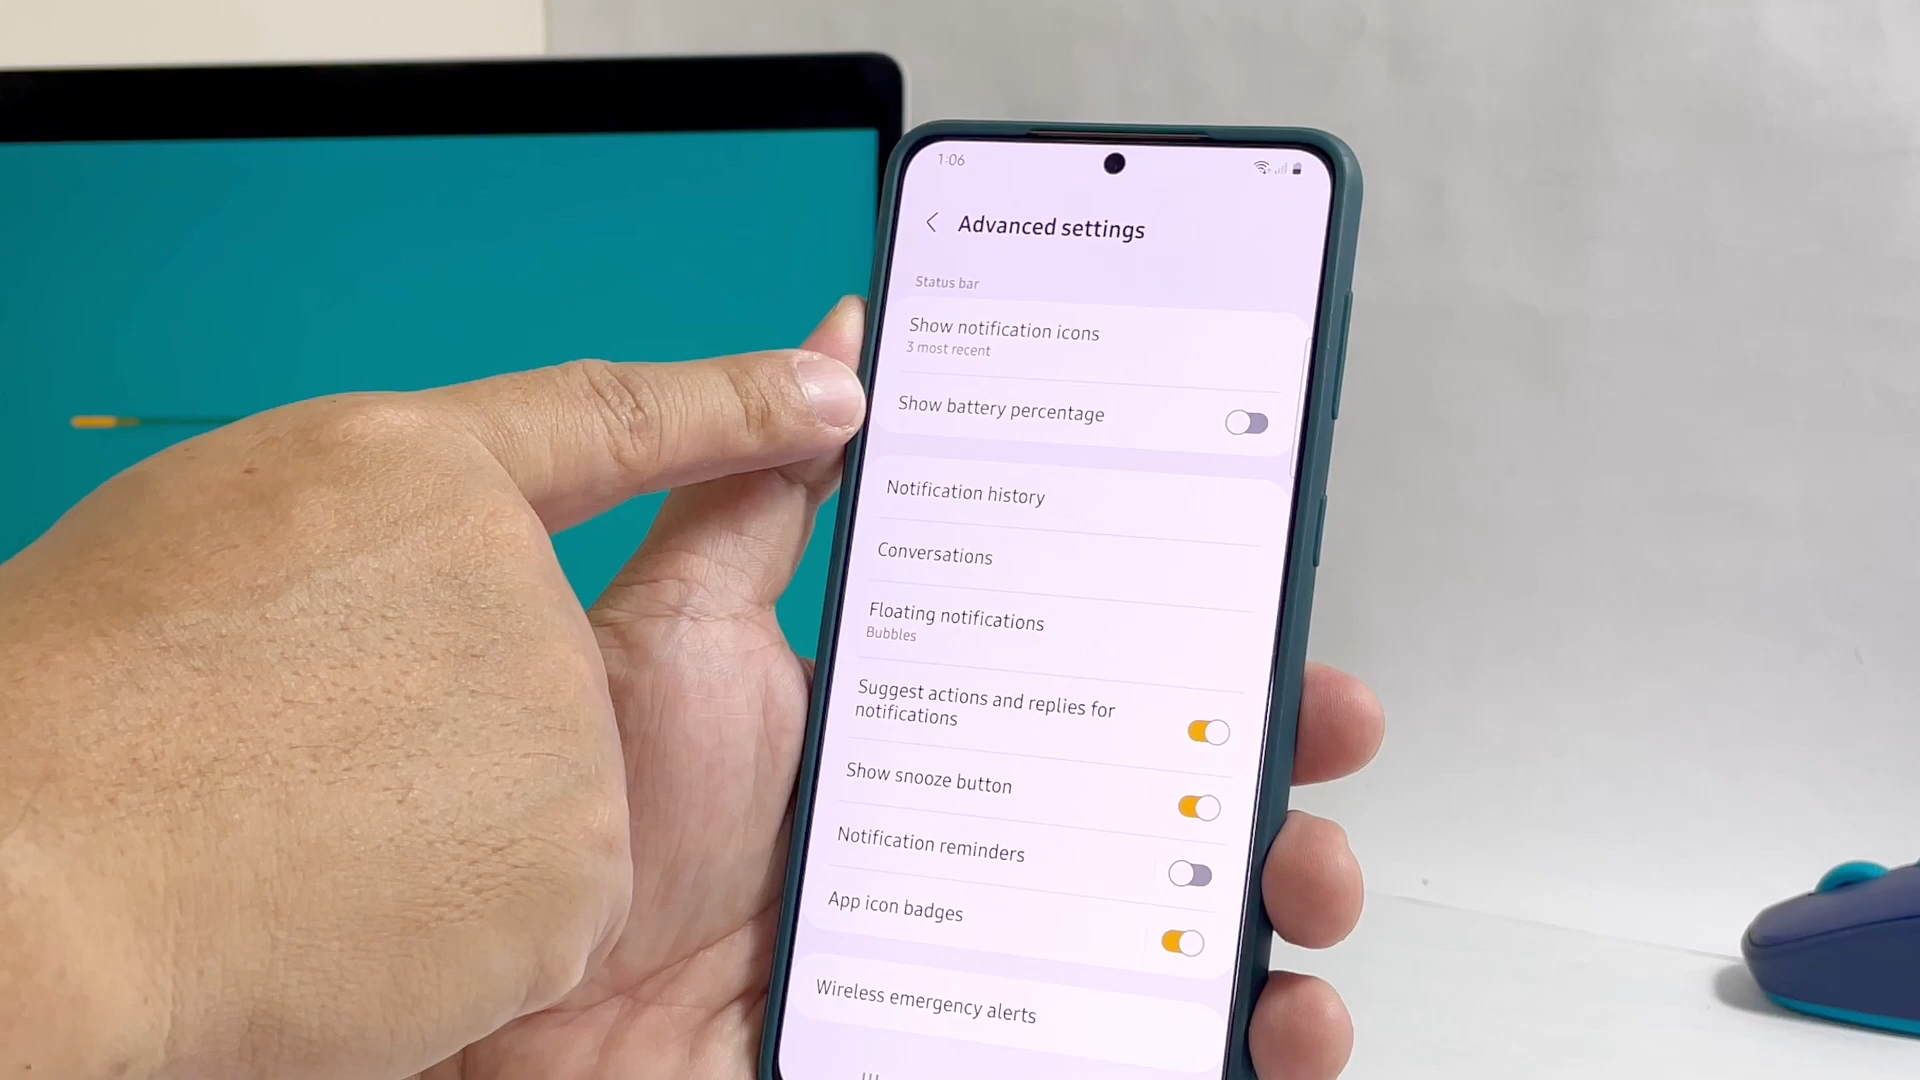 1:06
Advanced settings
Status bar
Show notification icons
3 most recent
Show battery percentage
Notification history
Conversations
Floating notifications
Bubbles
Suggest actions and replies for
notifications
Show snooze button
Notification reminders
App icon badges
Wireless emergency alerts